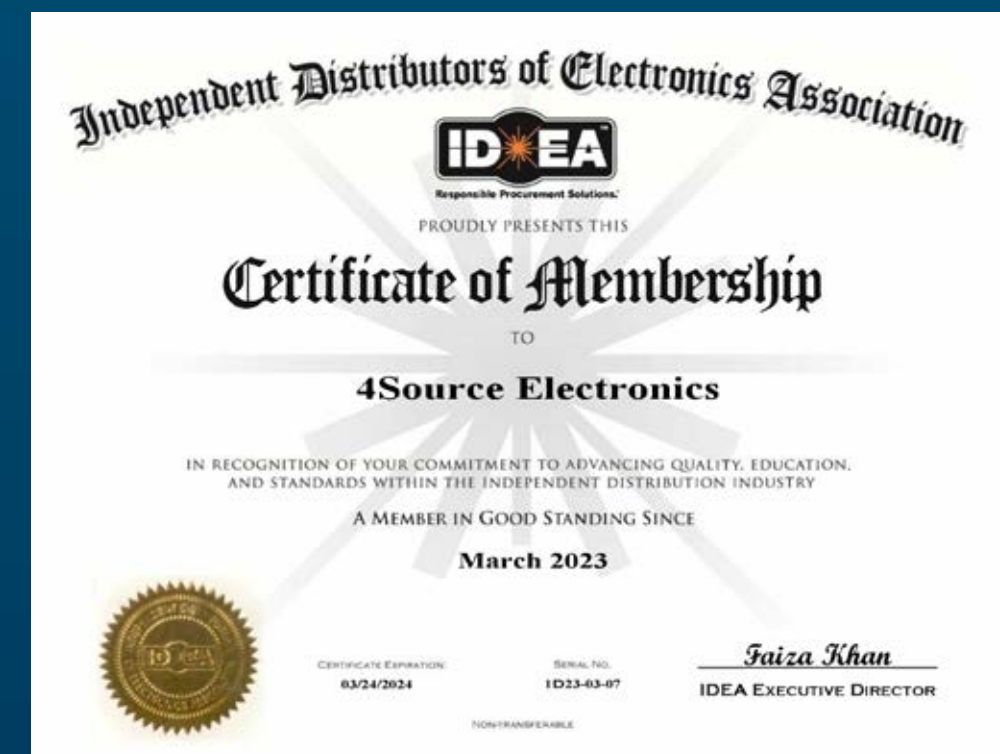 Independent Distributors of Electronics Association
IDEA
Responsible Procurement Solutions.
PROUDLY PRESENTS THIS
Certificate of Membership
TO
4Source Electronics
IN RECOGNITION OF YOUR COMMITMENT TO ADVANCING QUALITY, EDUCATION,
AND STANDARDS WITHIN THE INDEPENDENT DISTRIBUTION INDUSTRY
A MEMBER IN GOOD STANDING SINCE
March 2023
Faiza Khan
CERTIFICATE EXPIRATION: SERIAL NO.
03/24/2024 1D23-03-07
IDEA EXECUTIVE DIRECTOR
NON-TRANSFERABLE